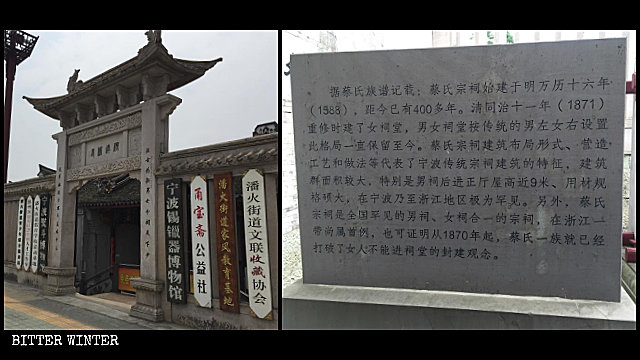 宁波锡镴器博物馆
甬宝斋公益社
潘火街道家风教育基地
潘火街道文联收藏协会
据蔡氏族谱记载：蔡氏宗祠始建于明万历十六年
（1588），距今已有400多年。清同治十一年（1871）
重修时建了女祠堂，男女祠堂按传统的男左女右设置
此格局一直保留至今。蔡氏宗祠建筑布局形式、营造
工艺和做法等代表了宁波传统宗祠建筑的特征，建筑
群面积较大，特别是男祠后进正厅屋高近9米、用材规
格硕大，在宁波乃至浙江地区极为罕见。另外，蔡氏
宗祠是全国罕见的男祠、女祠合一的宗祠，在浙江一
带尚属首例，也可证明从1870年起，蔡氏一族就已经
打破了女人不能进祠堂的封建观念。
BITTER WINTER